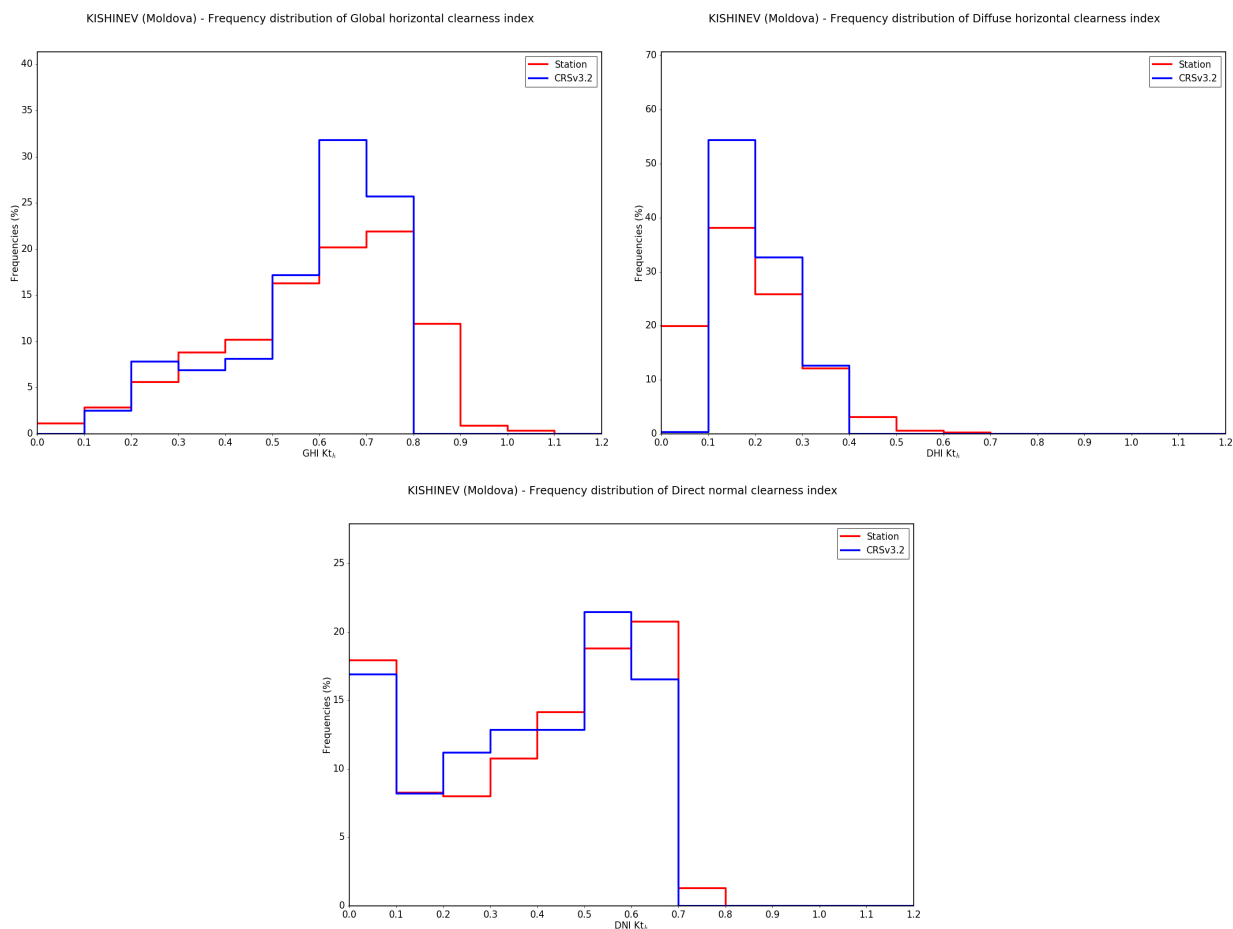 KISHINEV (Moldova) - Frequency distribution of Global horizontal clearness index
Station
CRSv3.2
Frequencies (%)
40
35
30
25
20
15
10
5
0
0.0 0.1 0.2 0.3 0.4 0.5 0.6 0.7 0.8 0.9 1.0 1.1 1.2
GHI Ktₕ
KISHINEV (Moldova) - Frequency distribution of Diffuse horizontal clearness index
Station
CRSv3.2
Frequencies (%)
70
60
50
40
30
20
10
0
0.0 0.1 0.2 0.3 0.4 0.5 0.6 0.7 0.8 0.9 1.0 1.1 1.2
DHI Ktₕ
KISHINEV (Moldova) - Frequency distribution of Direct normal clearness index
Station
CRSv3.2
Frequencies (%)
25
20
15
10
5
0
0.0 0.1 0.2 0.3 0.4 0.5 0.6 0.7 0.8 0.9 1.0 1.1 1.2
DNI Ktₕ